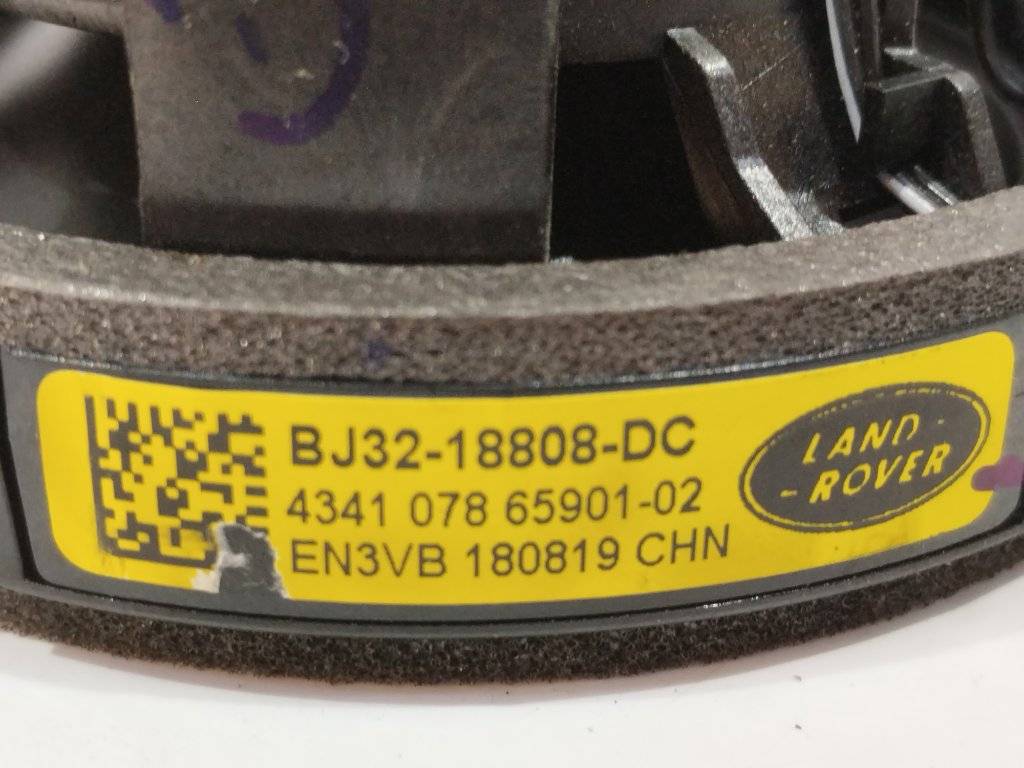 BJ32-18808-DC
4341 078 65901-02
EN3VB 180819 CHN
LAND -
- ROVER